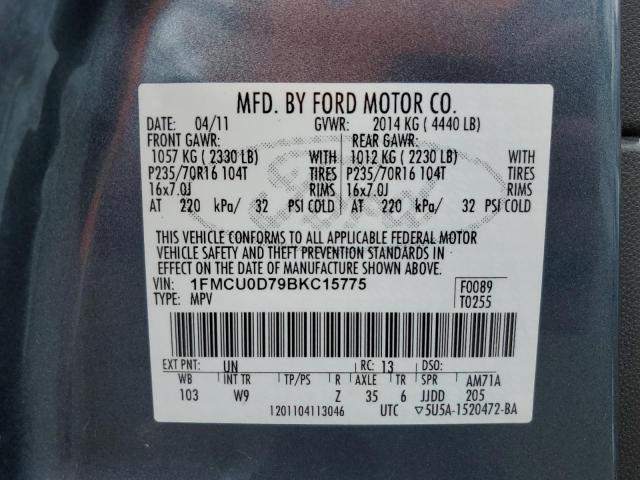 MFD. BY FORD MOTOR CO.
DATE: 04/11 GVWR: 2014 KG ( 4440 LB)
FRONT GAWR: REAR GAWR:
1057 KG ( 2330 LB) WITH 1012 KG ( 2230 LB) WITH
P235/70R16 104T TIRES P235/70R16 104T TIRES
16x7.0J RIMS 16x7.0J RIMS
AT 220 kPa/ 32 PSI COLD AT 220 kPa/ 32 PSI COLD
THIS VEHICLE CONFORMS TO ALL APPLICABLE FEDERAL MOTOR
VEHICLE SAFETY AND THEFT PREVENTION STANDARDS IN
EFFECT ON THE DATE OF MANUFACTURE SHOWN ABOVE.
VIN: 1FMCU0D79BKC15775 F0089
TYPE: MPV T0255
EXT PNT: UN RC: 13 DSO:
WB INT TR TP/PS R AXLE TR SPR AM71A
103 W9 Z 35 6 JJDD 205
1201104113046 UTC ▽5U5A-1520472-BA